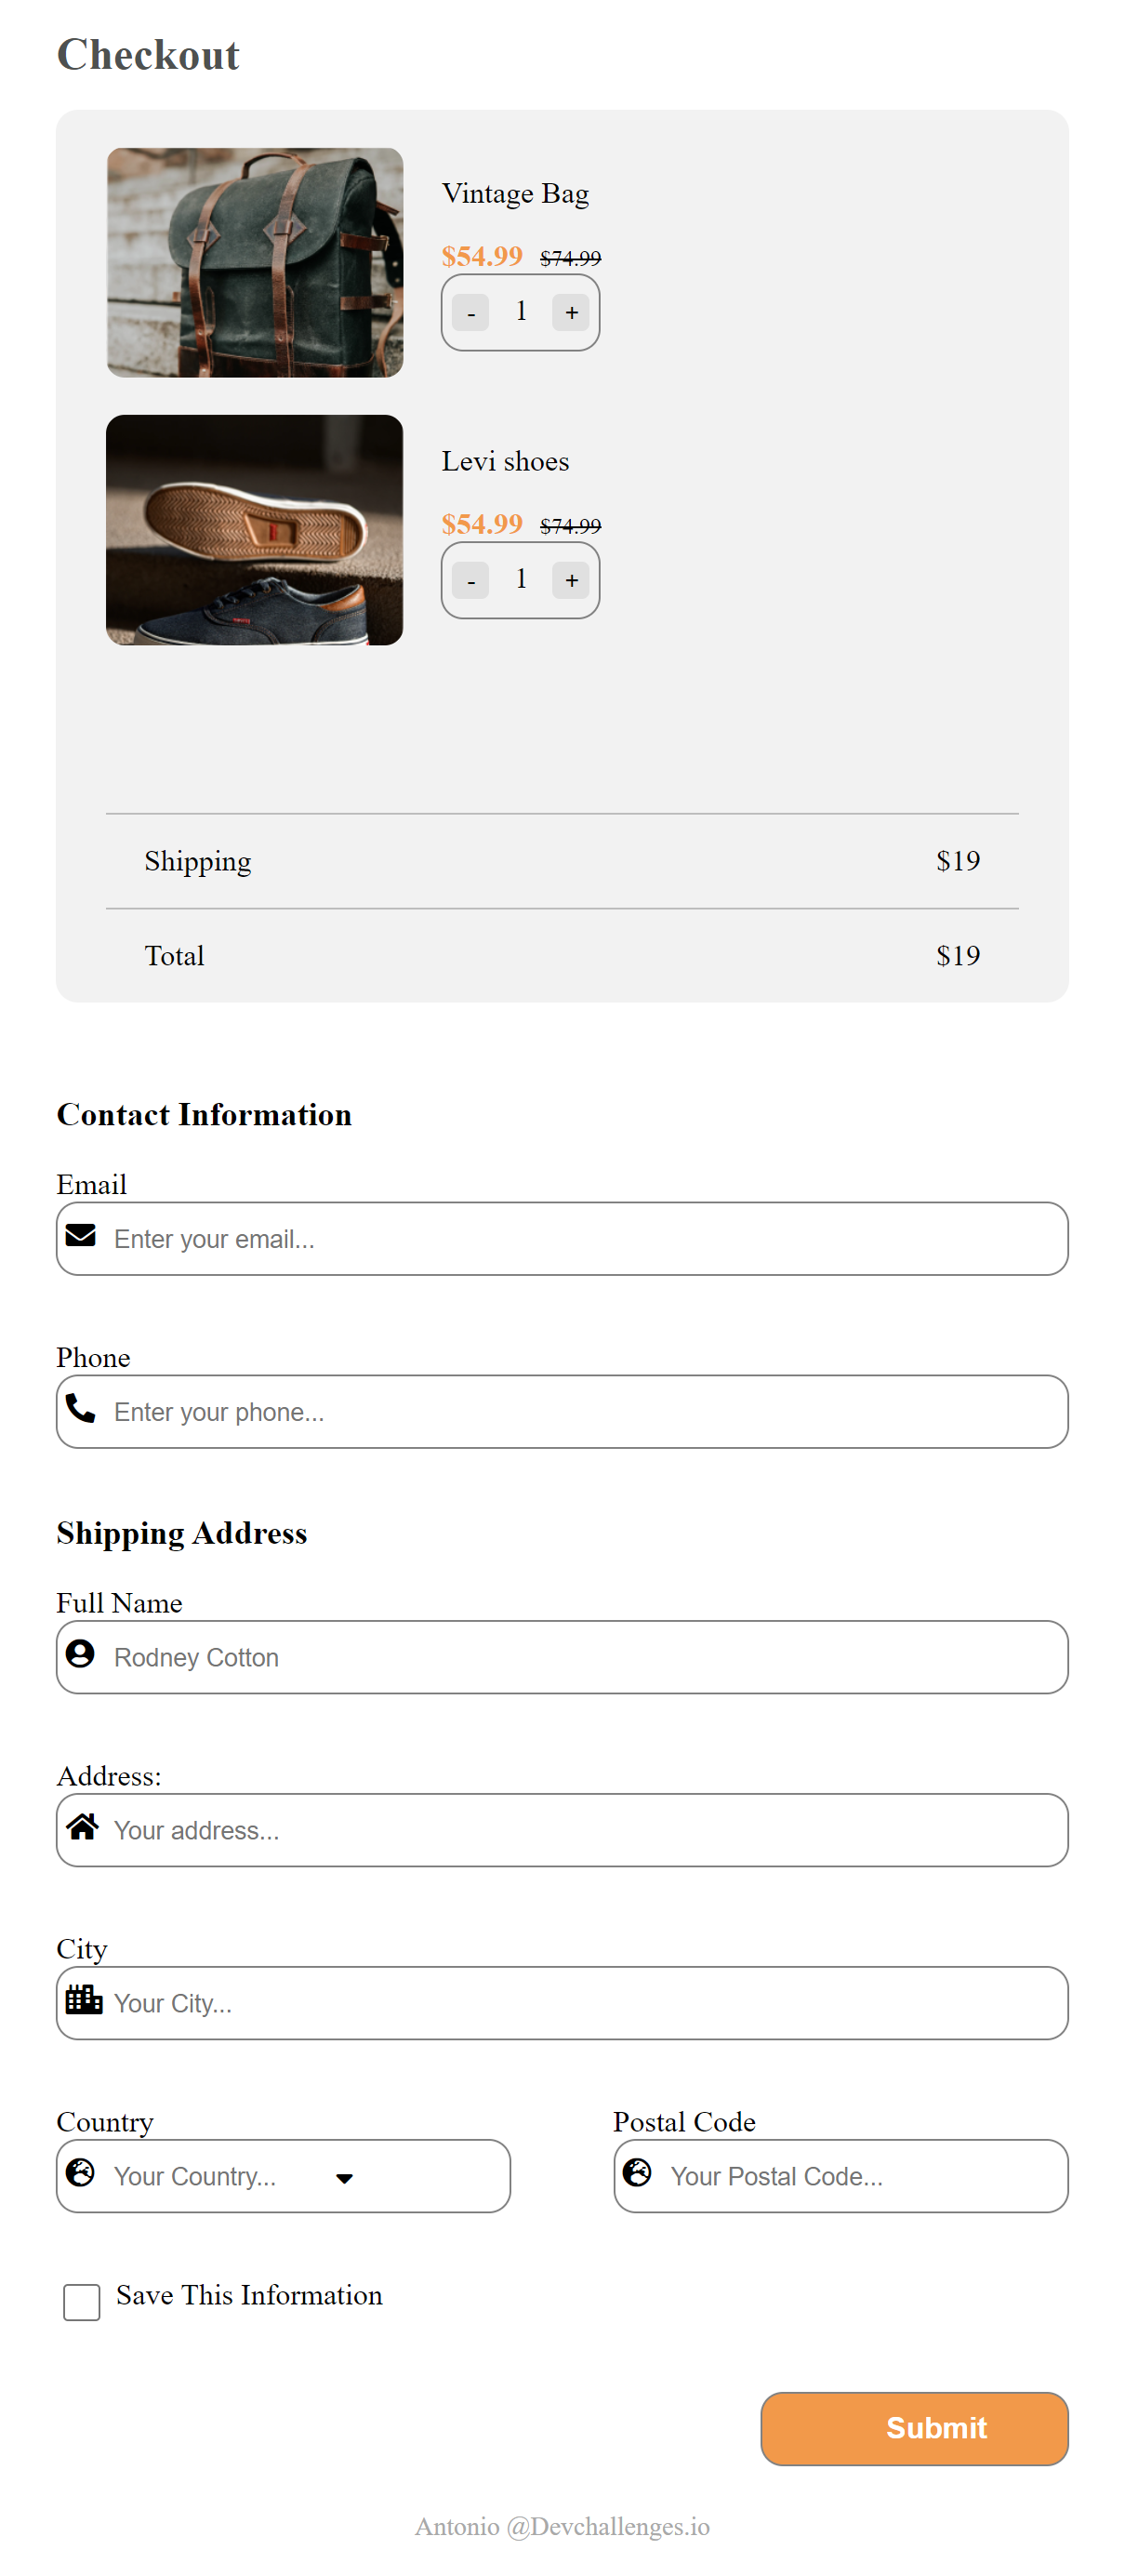 Checkout
Vintage Bag
$54.99 $74.99
- 1 +
Levi shoes
$54.99 $74.99
- 1 +
Shipping $19
Total $19
Contact Information
Email
Enter your email...
Phone
Enter your phone...
Shipping Address
Full Name
Rodney Cotton
Address:
Your address...
City
Your City...
Country Postal Code
Your Country... Your Postal Code...
Save This Information
Submit
Antonio @Devchallenges.io